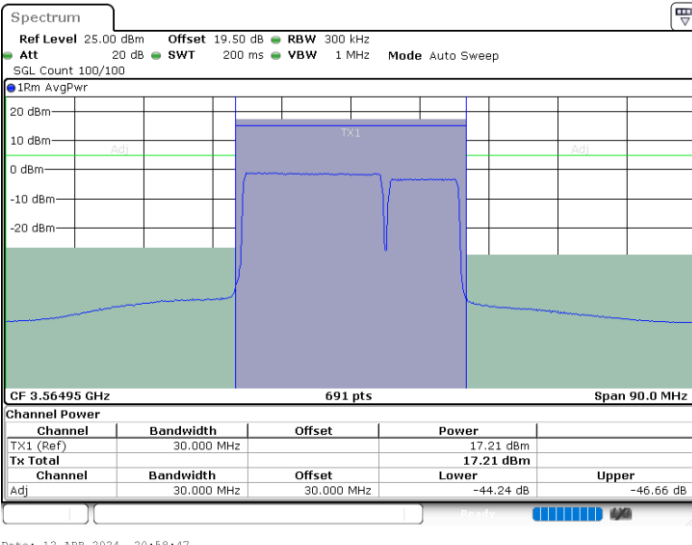 Spectrum
Ref Level 25.00 dBm Offset 19.50 dB RBW 300 kHz
Att 20 dB SWT 200 ms VBW 1 MHz Mode Auto Sweep
SGL Count 100/100
1Rm AvgPwr
20 dBm
TX1
10 dBm
Adj Adj
0 dBm
-10 dBm
-20 dBm
CF 3.56495 GHz 691 pts Span 90.0 MHz
Channel Power
Channel Bandwidth Offset Power
TX1 (Ref) 30.000 MHz 17.21 dBm
Tx Total 17.21 dBm
Channel Bandwidth Offset Lower Upper
Adj 30.000 MHz 30.000 MHz -44.24 dB -46.66 dB
Ready